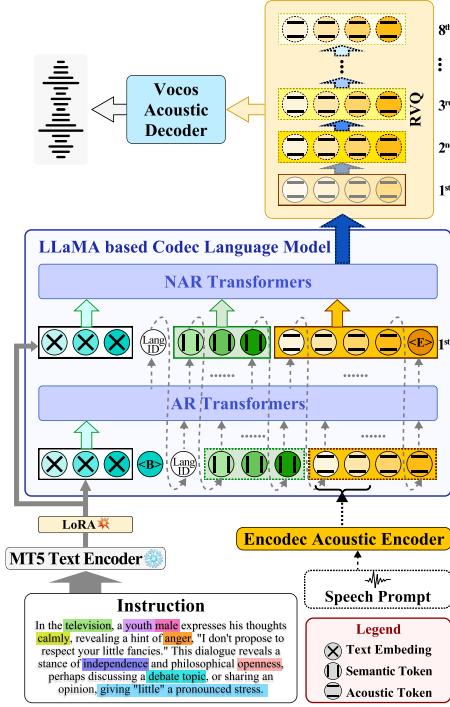 8th
...
3rd
2nd
1st
RVQ
Vocos
Acoustic
Decoder
LLaMA based Codec Language Model
NAR Transformers
Lang
ID
<E>
1st
......
......
AR Transformers
......
......
<B>
Lang
ID
LoRA
MT5 Text Encoder
Encodec Acoustic Encoder
Speech Prompt
Instruction
In the television, a youth male expresses his thoughts
calmly, revealing a hint of anger, "I don't propose to
respect your little fancies." This dialogue reveals a
stance of independence and philosophical openness,
perhaps discussing a debate topic, or sharing an
opinion, giving "little" a pronounced stress.
Legend
Text Embeding
Semantic Token
Acoustic Token